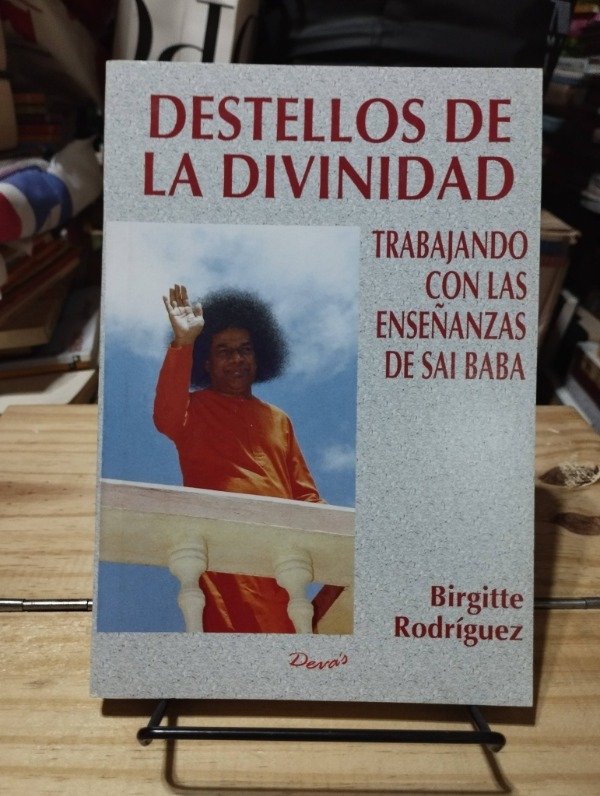 DESTELLOS DE
LA DIVINIDAD
TRABAJANDO
CON LAS
ENSEÑANZAS
DE SAI BABA
Birgitte
Rodríguez
Deva's